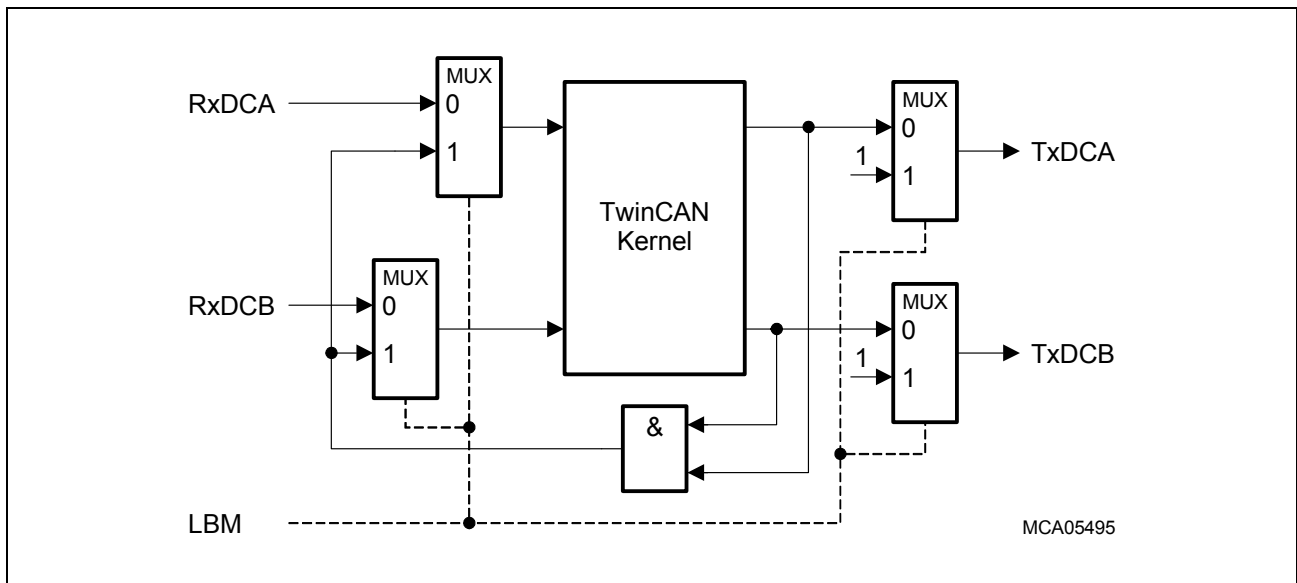 MUX
MUX
RxDCA
0
0
TxDCA
1
1
1
TwinCAN
Kernel
MUX
MUX
RxDCB
0
0
TxDCB
1
1
1
&
LBM
MCA05495